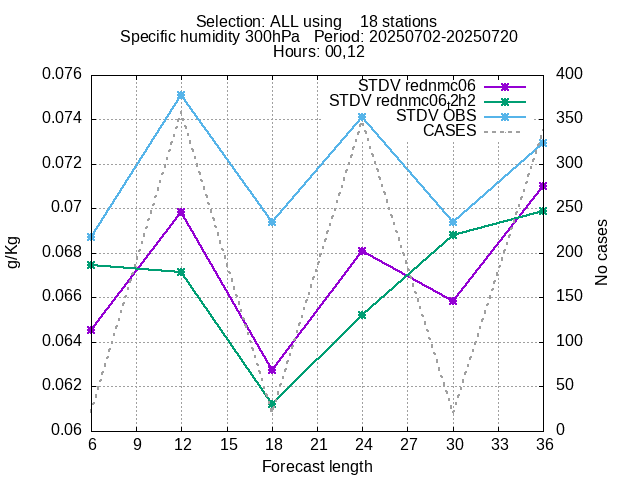 Selection: ALL using    18 stations
Specific humidity 300hPa   Period: 20250702-20250720
Hours: 00,12
STDV rednmc06
STDV rednmc06,2h2
STDV OBS
CASES
0.076
0.074
0.072
0.07
0.068
0.066
0.064
0.062
0.06
g/Kg
400
350
300
250
200
150
100
50
0
No cases
6 9 12 15 18 21 24 27 30 33 36
Forecast length